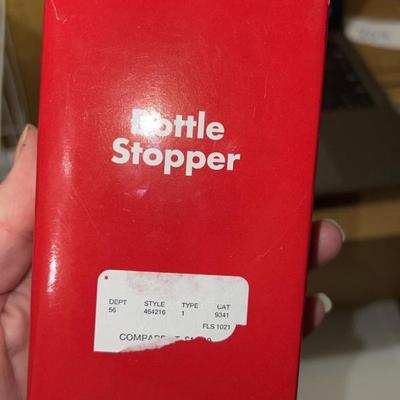 Bottle
Stopper
DEPT STYLE TYPE CAT
56 464216 1 9341
FLS 1021